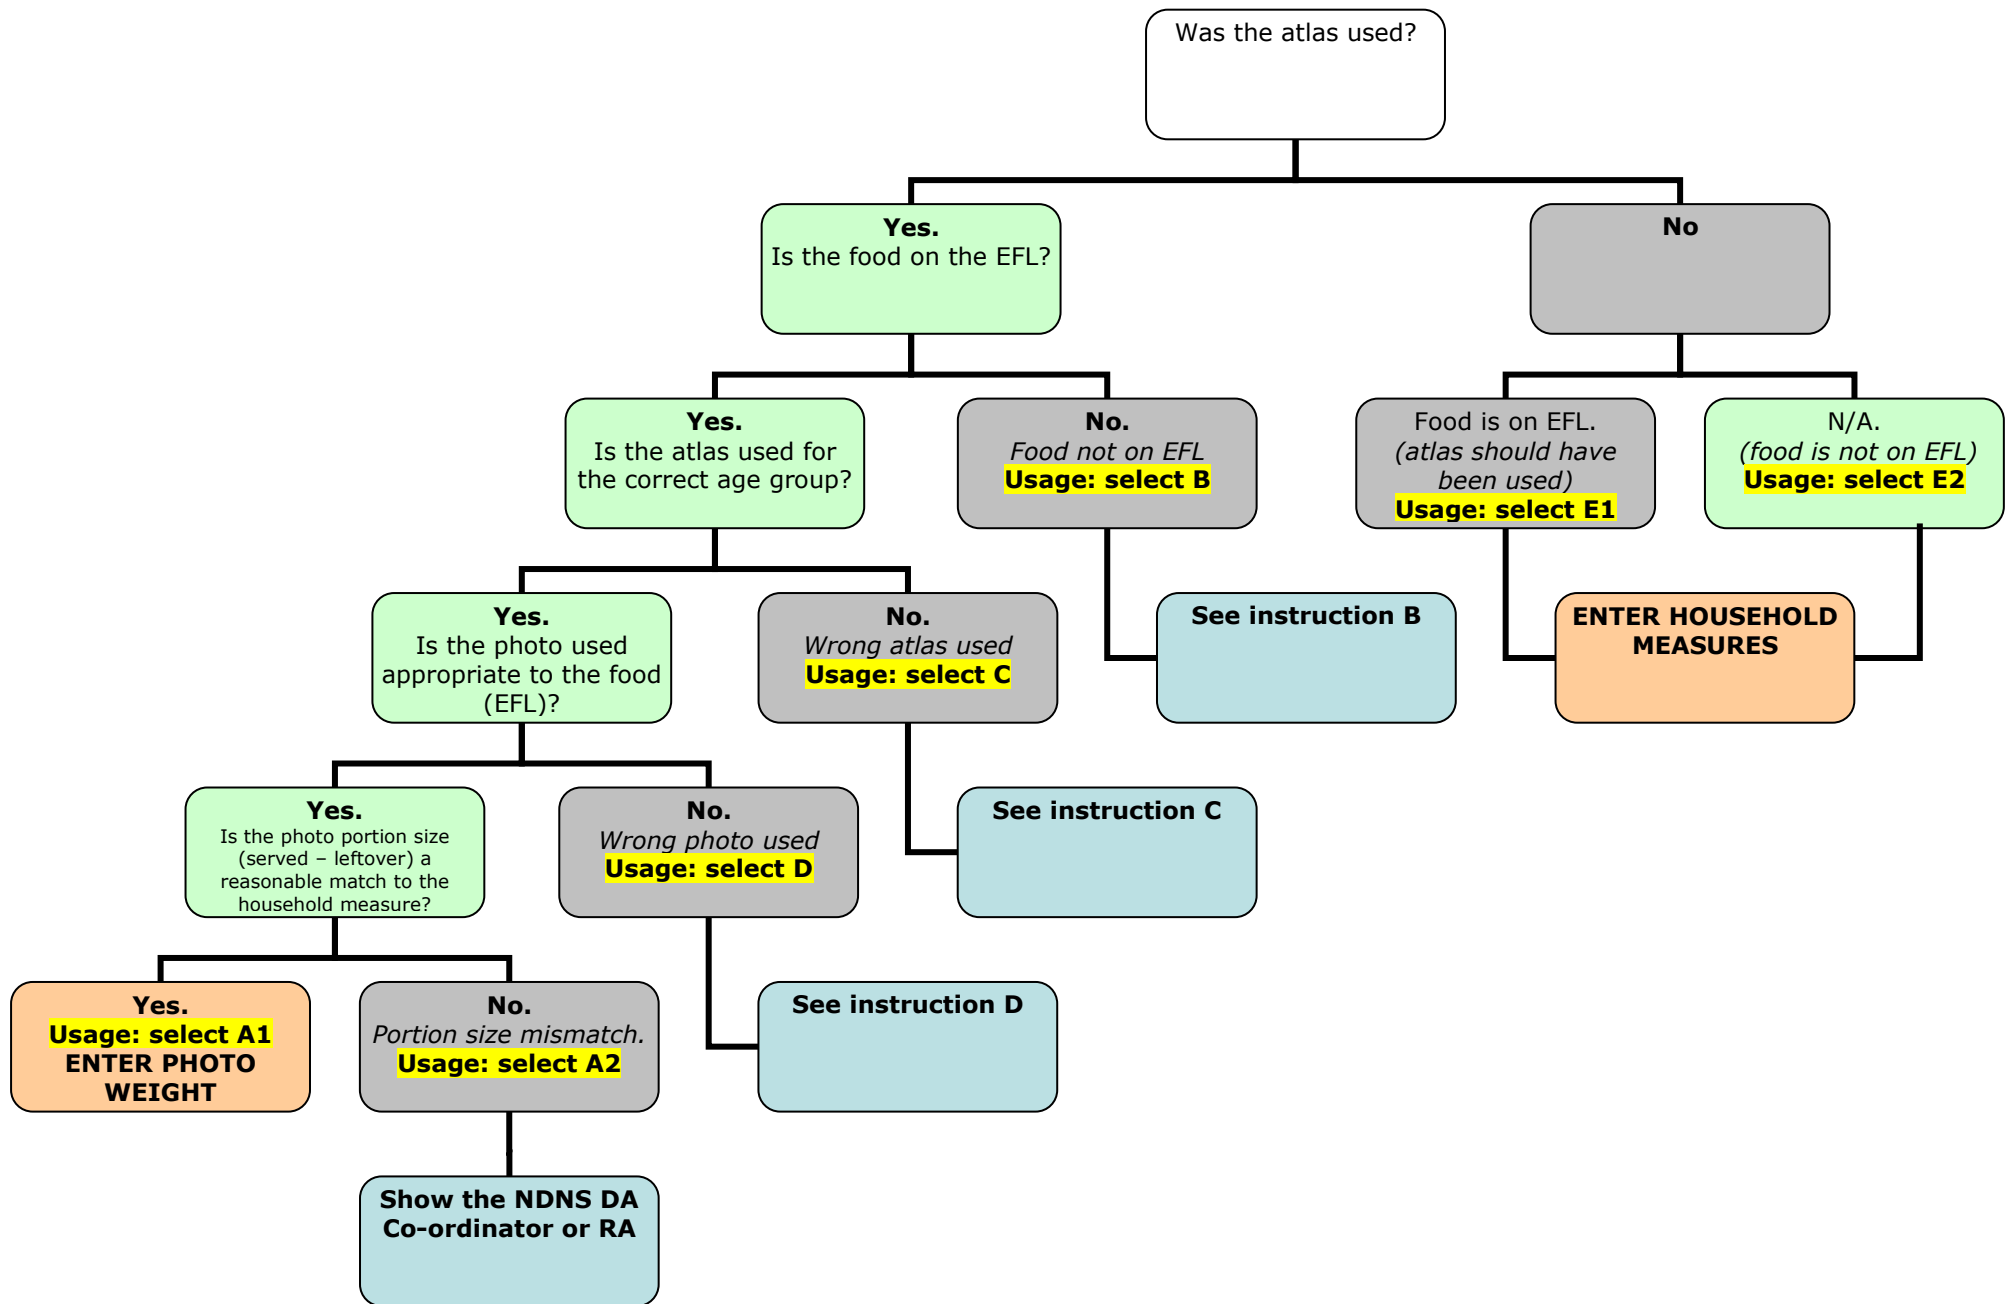 Was the atlas used?
Yes.
Is the food on the EFL?
No
Yes.
Is the atlas used for
the correct age group?
No.
Food not on EFL
Usage: select B
Food is on EFL.
(atlas should have
been used)
Usage: select E1
N/A.
(food is not on EFL)
Usage: select E2
Yes.
Is the photo used
appropriate to the food
(EFL)?
No.
Wrong atlas used
Usage: select C
See instruction B
ENTER HOUSEHOLD
MEASURES
Yes.
Is the photo portion size
(served – leftover) a
reasonable match to the
household measure?
No.
Wrong photo used
Usage: select D
See instruction C
Yes.
Usage: select A1
ENTER PHOTO
WEIGHT
No.
Portion size mismatch.
Usage: select A2
See instruction D
Show the NDNS DA
Co-ordinator or RA